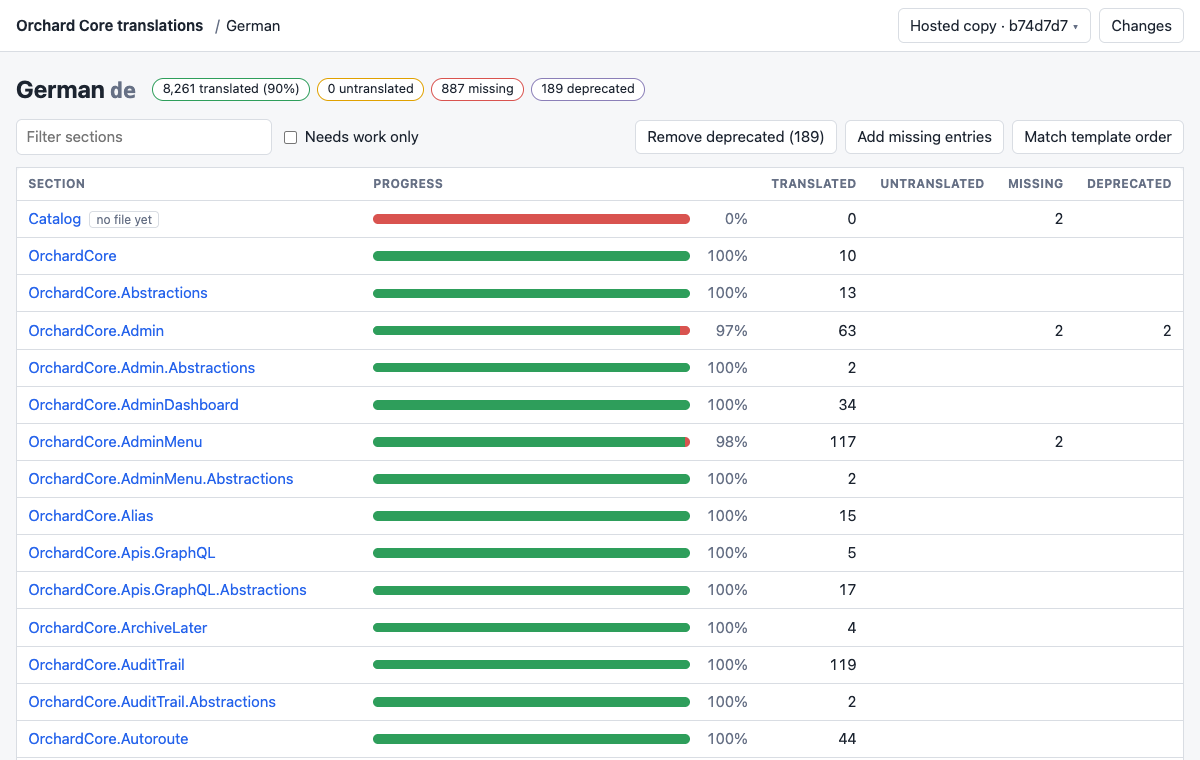 Orchard Core translations / German Hosted copy · b74d7d7 ▾ Changes
German de 8,261 translated (90%) 0 untranslated 887 missing 189 deprecated
Filter sections Needs work only Remove deprecated (189) Add missing entries Match template order
SECTION PROGRESS TRANSLATED UNTRANSLATED MISSING DEPRECATED
Catalog no file yet 0% 0 2
OrchardCore 100% 10
OrchardCore.Abstractions 100% 13
OrchardCore.Admin 97% 63 2 2
OrchardCore.Admin.Abstractions 100% 2
OrchardCore.AdminDashboard 100% 34
OrchardCore.AdminMenu 98% 117 2
OrchardCore.AdminMenu.Abstractions 100% 2
OrchardCore.Alias 100% 15
OrchardCore.Apis.GraphQL 100% 5
OrchardCore.Apis.GraphQL.Abstractions 100% 17
OrchardCore.ArchiveLater 100% 4
OrchardCore.AuditTrail 100% 119
OrchardCore.AuditTrail.Abstractions 100% 2
OrchardCore.Autoroute 100% 44